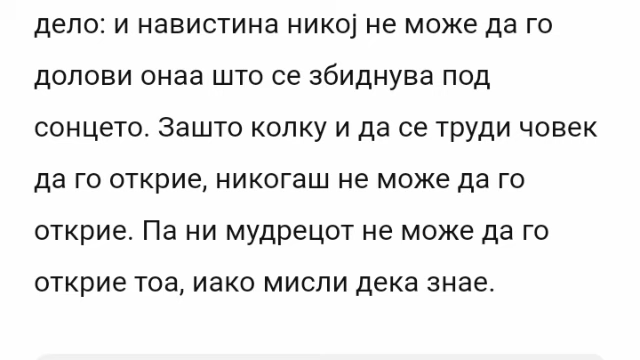 дело: и навистина никој не може да го
долови онаа што се збиднува под
сонцето. Зашто колку и да се труди човек
да го открие, никогаш не може да го
открие. Па ни мудрецот не може да го
открие тоа, иако мисли дека знае.